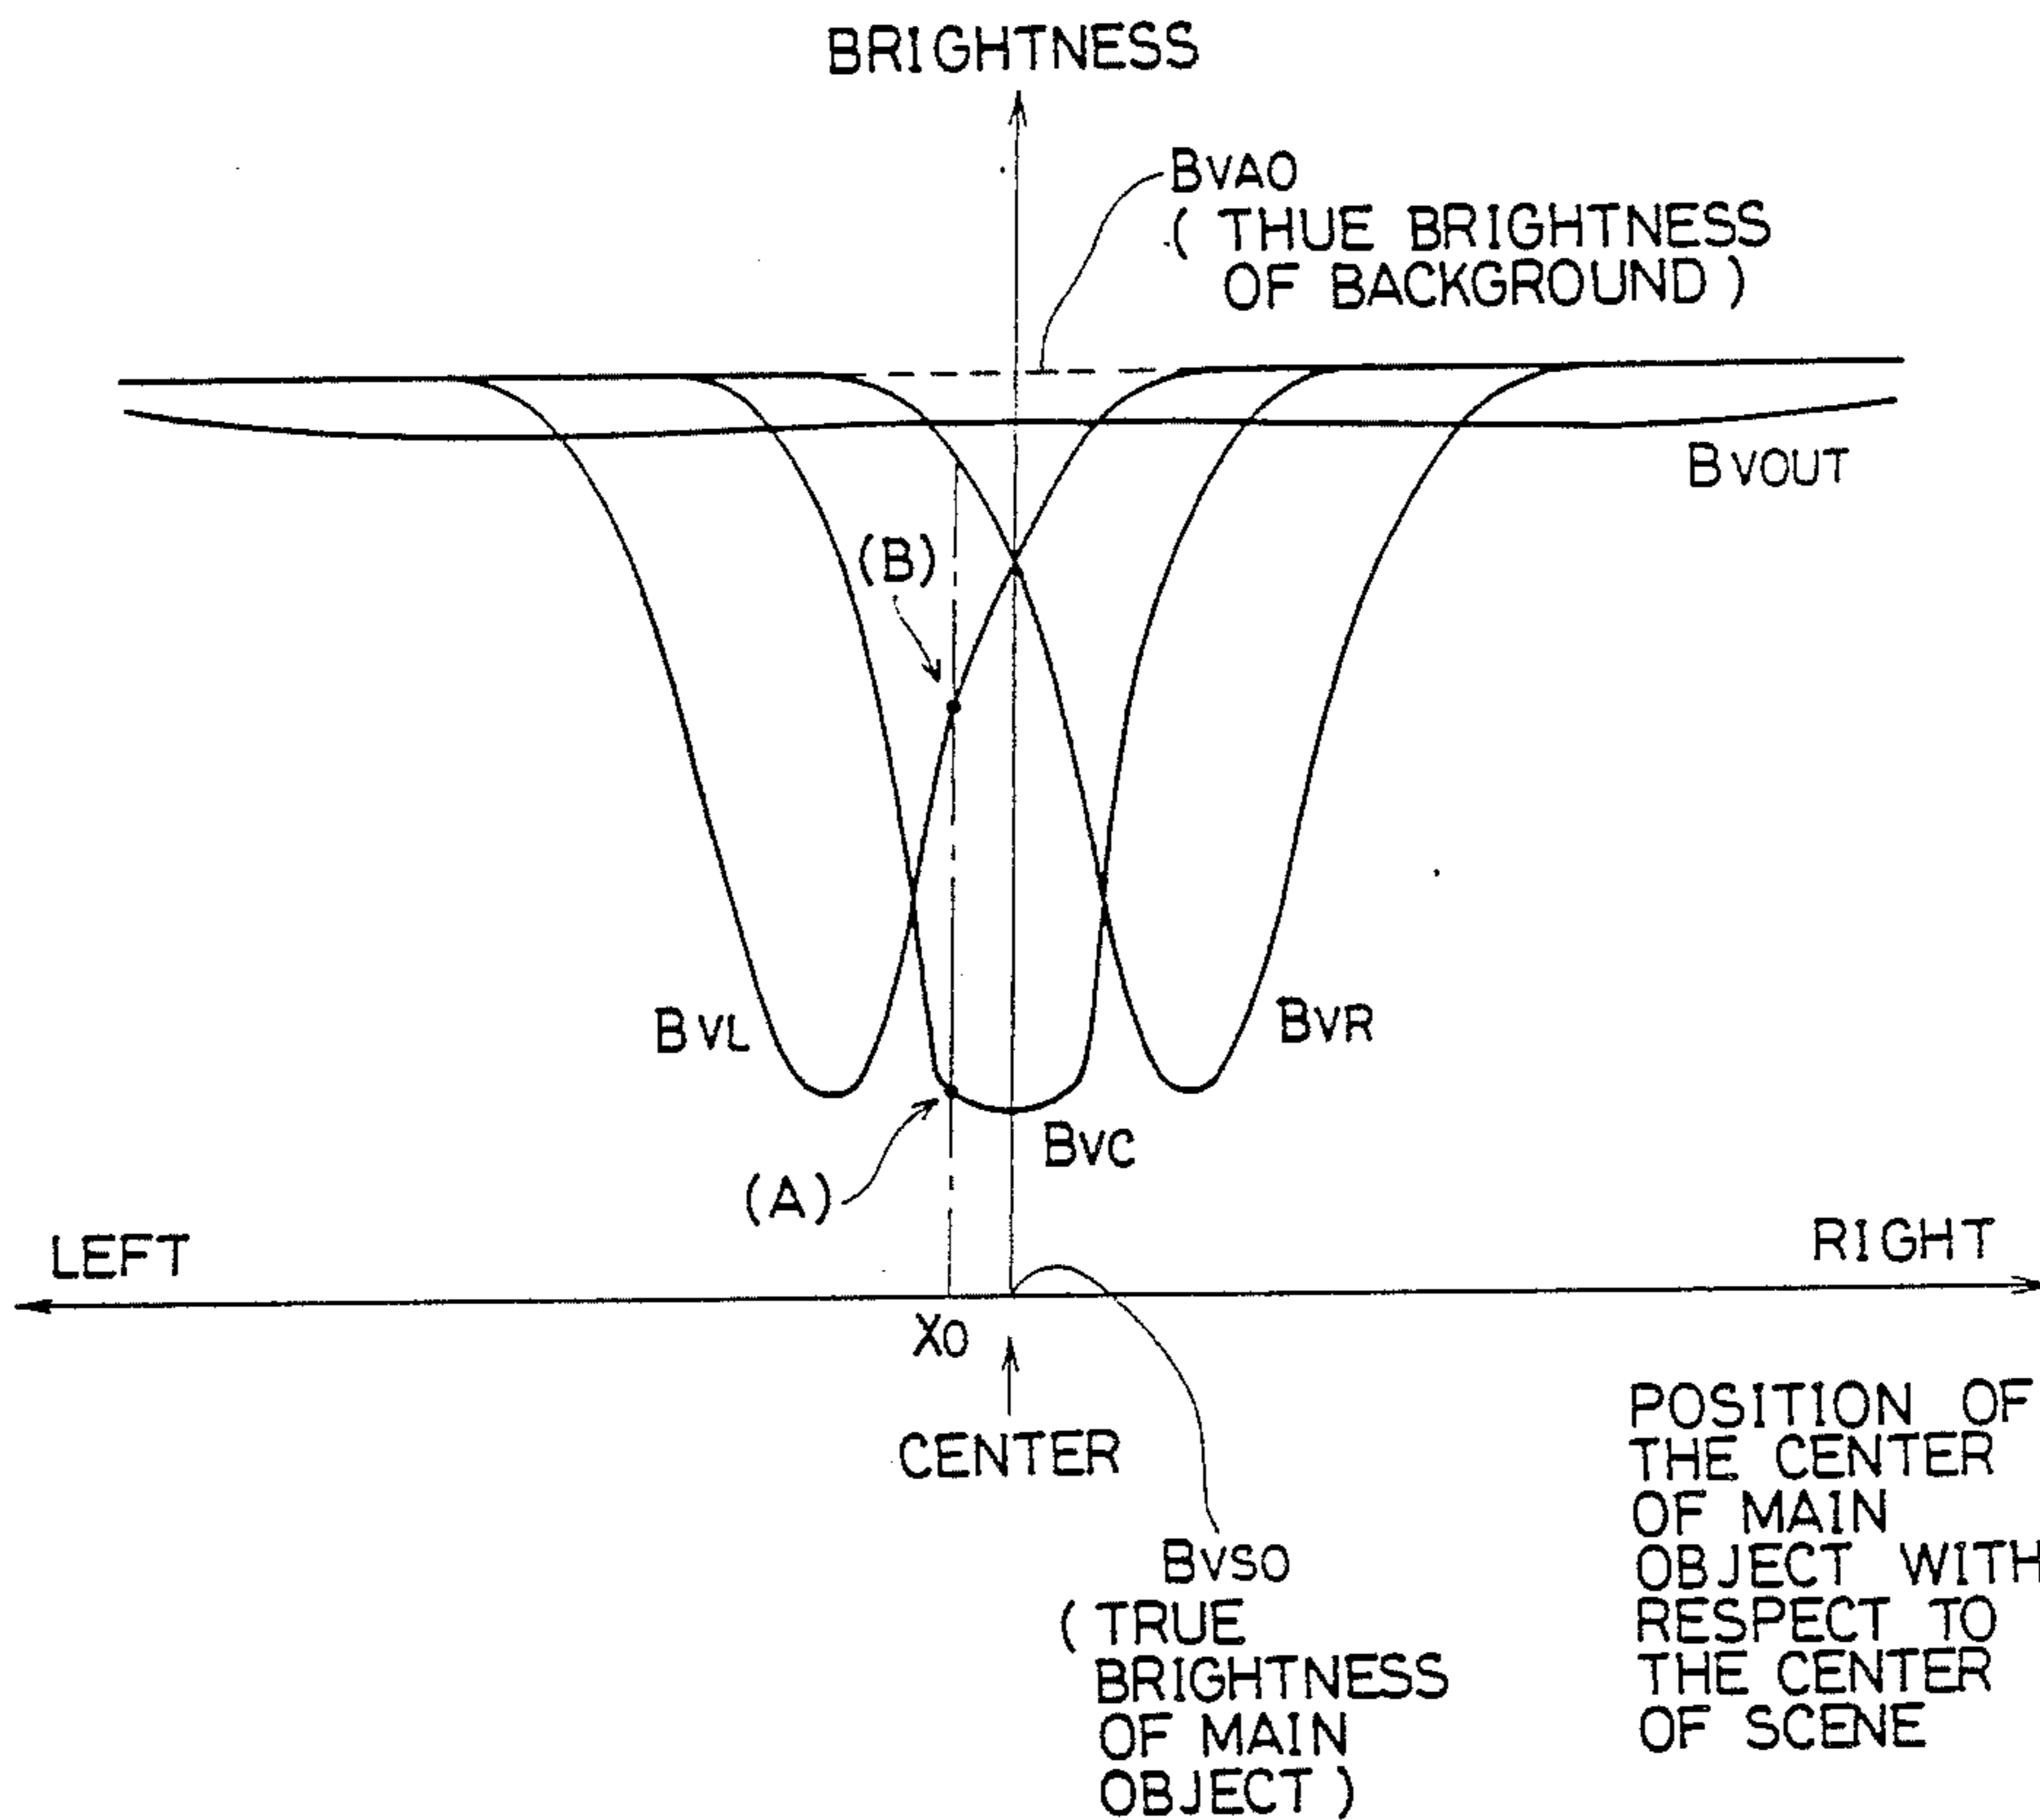 BRIGHTNESS
BVAO
( THUE BRIGHTNESS
OF BACKGROUND )
BVOUT
(B)
BVL
BVR
BVC
(A)
LEFT
RIGHT
XO
CENTER
POSITION OF
THE CENTER
OF MAIN
OBJECT WITH
RESPECT TO
THE CENTER
OF SCENE
BVSO
( TRUE
BRIGHTNESS
OF MAIN
OBJECT )